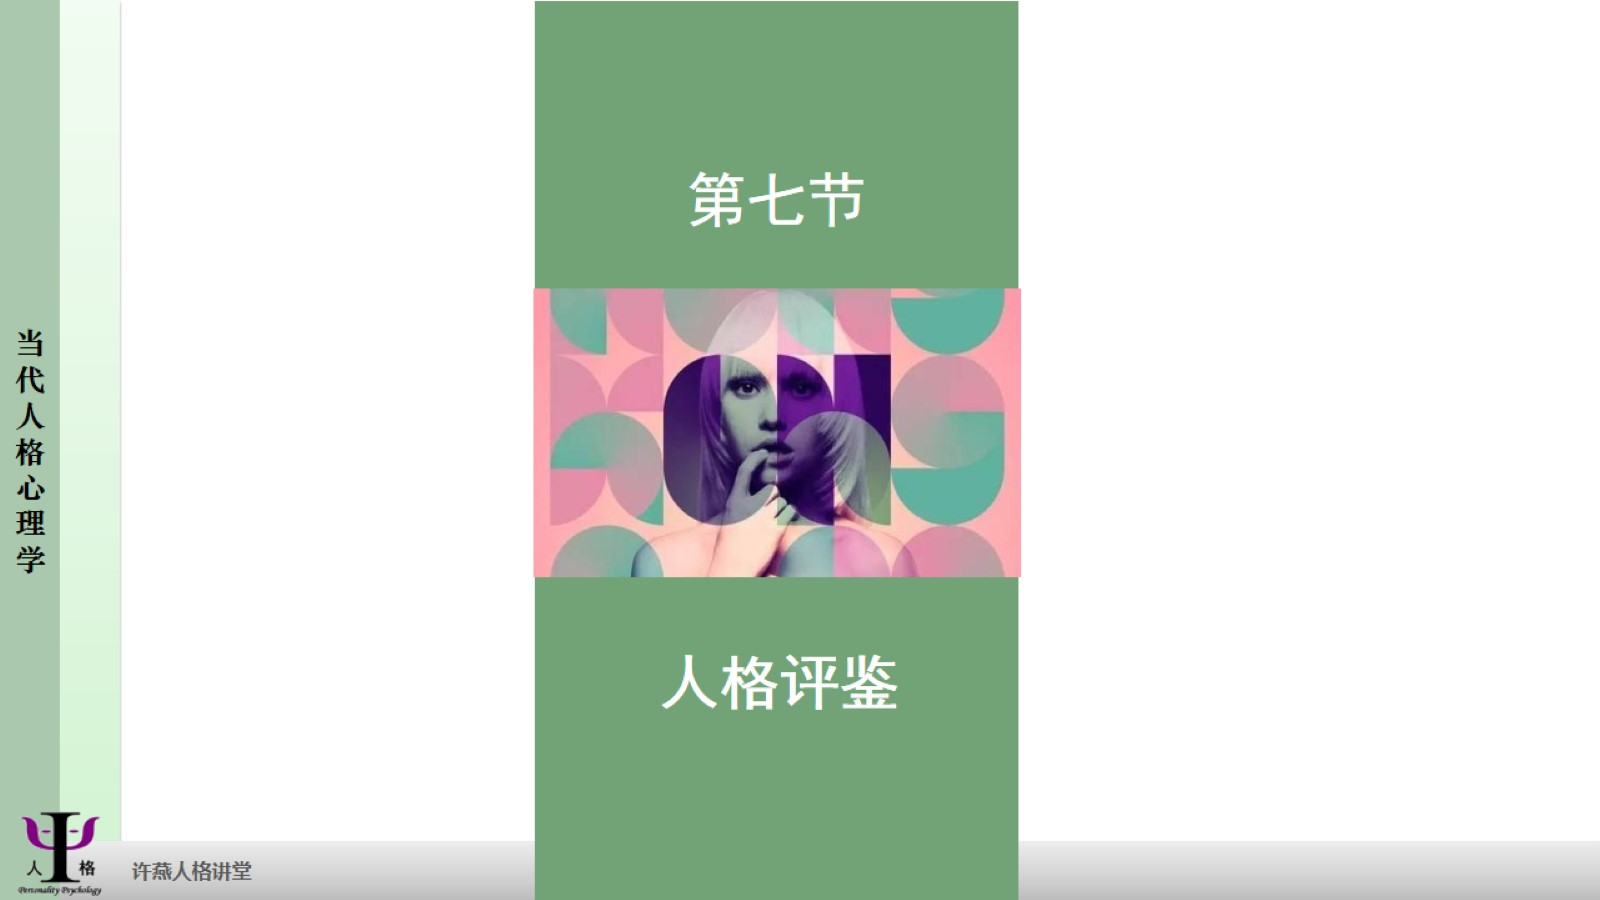 第七节
人格评鉴
当代人格心理学
人格
Personality Psychology
许燕人格讲堂